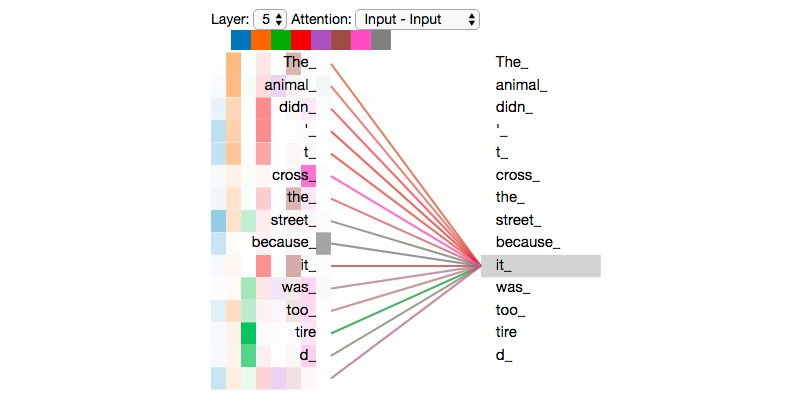 Layer: 5 Attention: Input - Input
The_ The_
animal_ animal_
didn_ didn_
'_ '_
t_ t_
cross_ cross_
the_ the_
street_ street_
because_ because_
it_ it_
was_ was_
too_ too_
tire tire
d_ d_